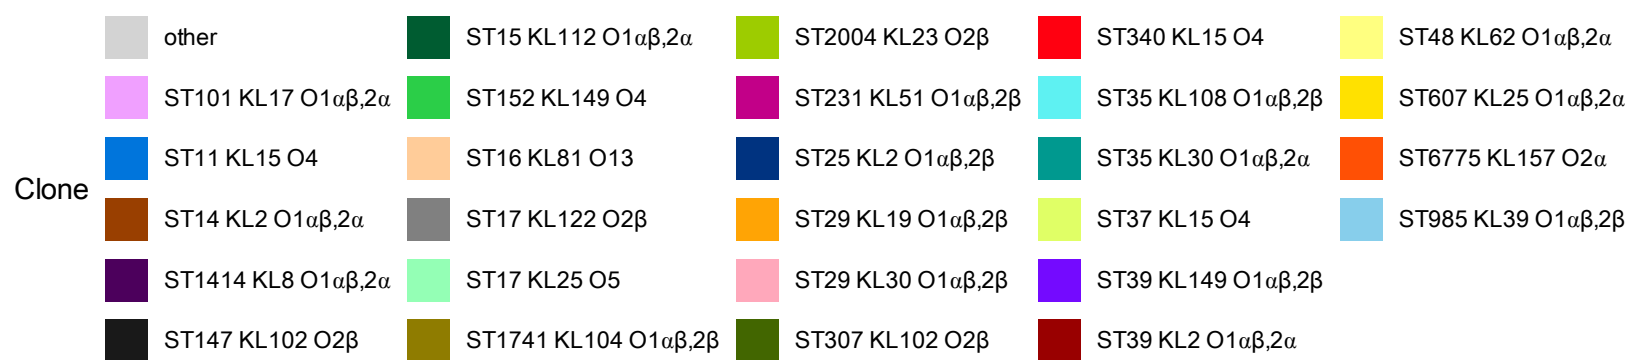 Clone
other
ST101 KL17 O1αβ,2α
ST11 KL15 O4
ST14 KL2 O1αβ,2α
ST1414 KL8 O1αβ,2α
ST147 KL102 O2β
ST15 KL112 O1αβ,2α
ST152 KL149 O4
ST16 KL81 O13
ST17 KL122 O2β
ST17 KL25 O5
ST1741 KL104 O1αβ,2β
ST2004 KL23 O2β
ST231 KL51 O1αβ,2β
ST25 KL2 O1αβ,2β
ST29 KL19 O1αβ,2β
ST29 KL30 O1αβ,2β
ST307 KL102 O2β
ST340 KL15 O4
ST35 KL108 O1αβ,2β
ST35 KL30 O1αβ,2α
ST37 KL15 O4
ST39 KL149 O1αβ,2β
ST39 KL2 O1αβ,2α
ST48 KL62 O1αβ,2α
ST607 KL25 O1αβ,2α
ST6775 KL157 O2α
ST985 KL39 O1αβ,2β